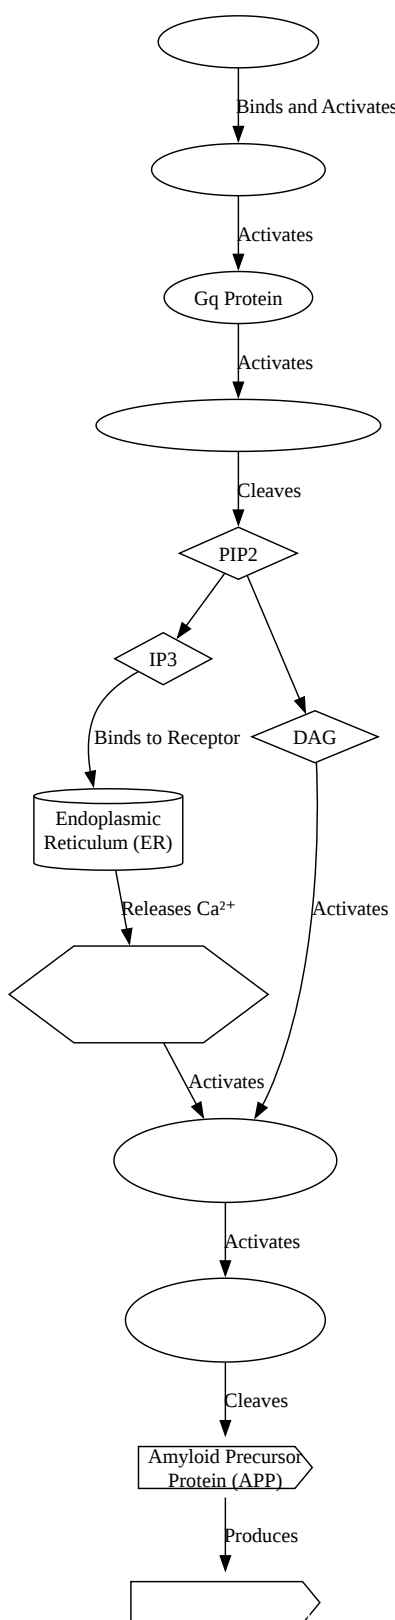 Binds and Activates
Activates
Gq Protein
Activates
Cleaves
PIP2
IP3
Binds to Receptor
DAG
Endoplasmic
Reticulum (ER)
Releases Ca²⁺
Activates
Activates
Activates
Cleaves
Amyloid Precursor
Protein (APP)
Produces